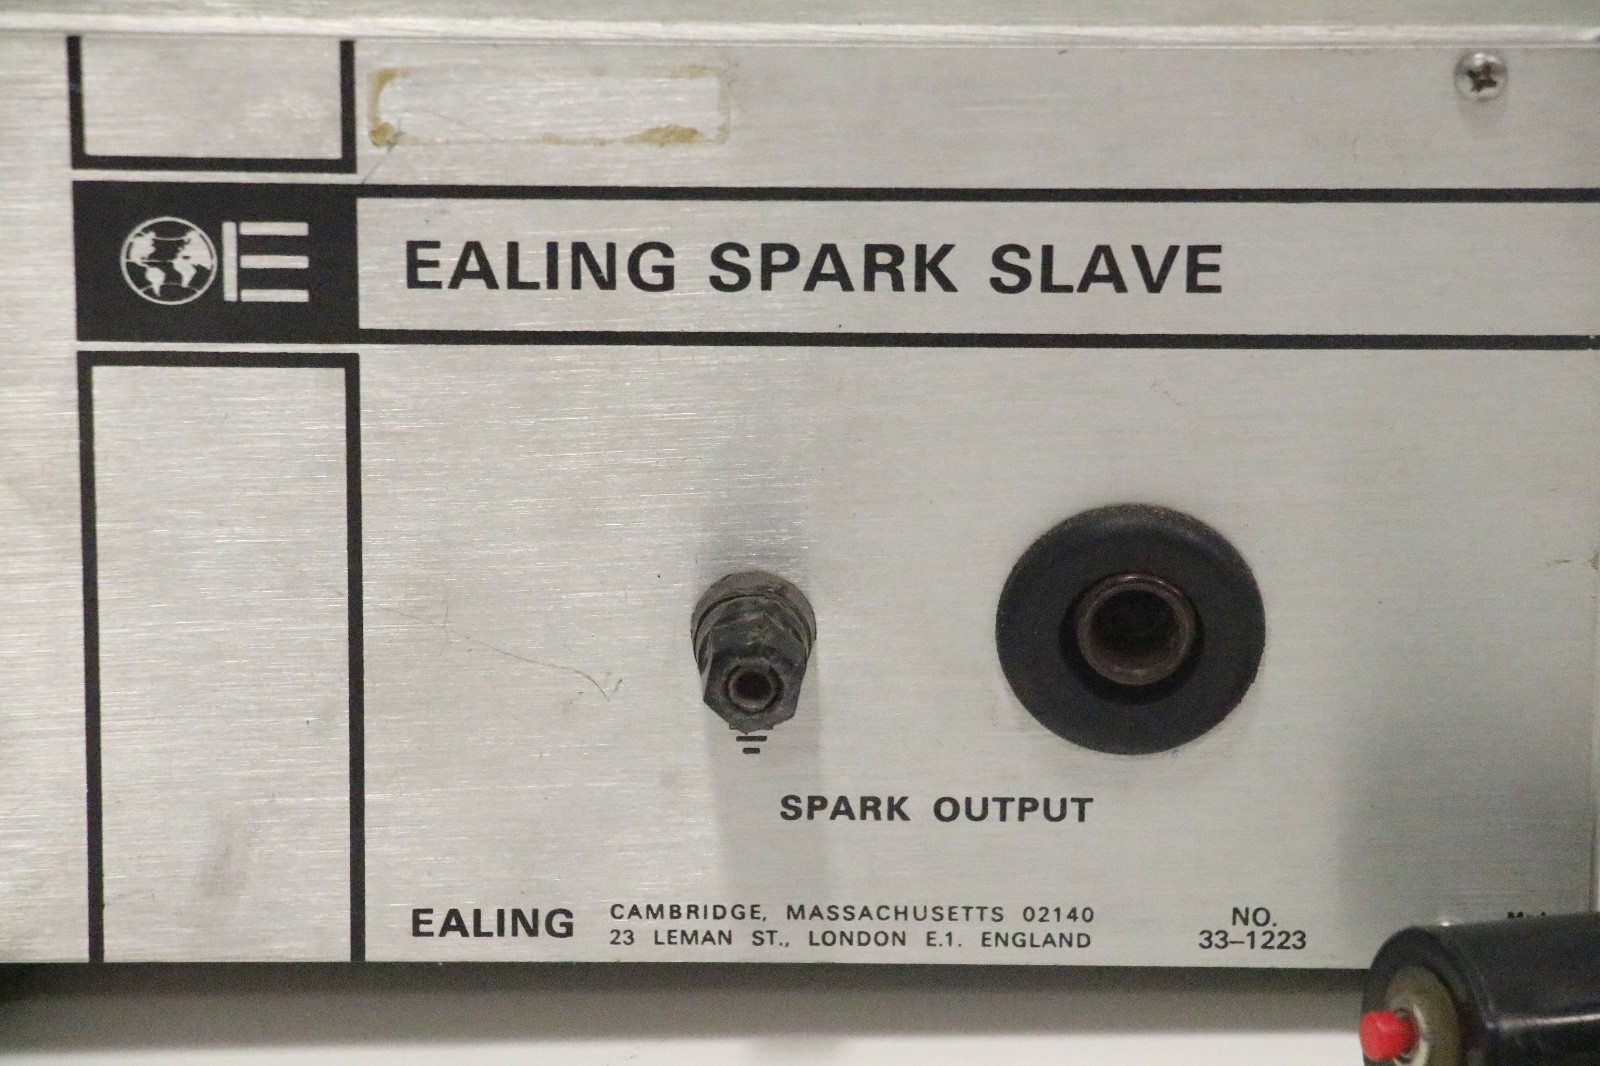 E
EALING SPARK SLAVE
SPARK OUTPUT
EALING
CAMBRIDGE, MASSACHUSETTS 02140
23 LEMAN ST., LONDON E.1. ENGLAND
NO.
33-1223